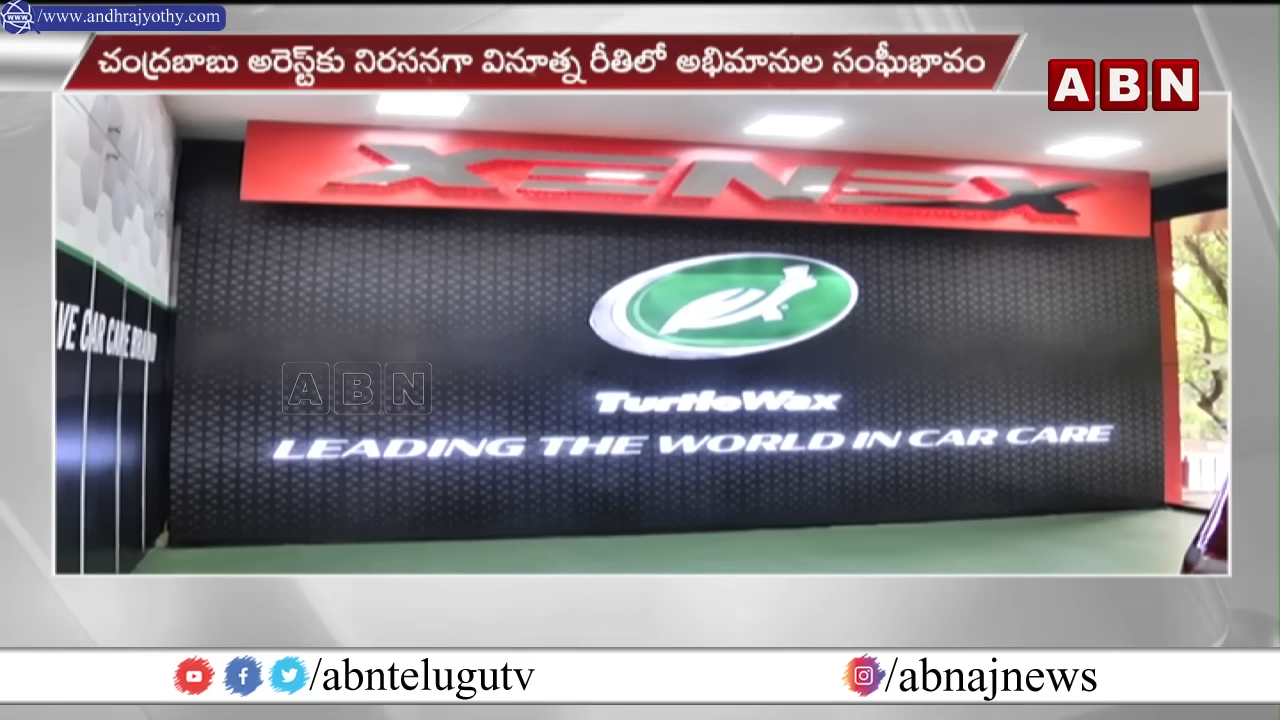 /www.andhrajyothy.com
చంద్రబాబు అరెస్ట్‌కు నిరసనగా వినూత్న రీతిలో అభిమానుల సంఘీభావం
ABN
XENEX
IVE CAR CARE BRAND
ABN
TurtleWax
LEADING THE WORLD IN CAR CARE
/abntelugutv
/abnajnews